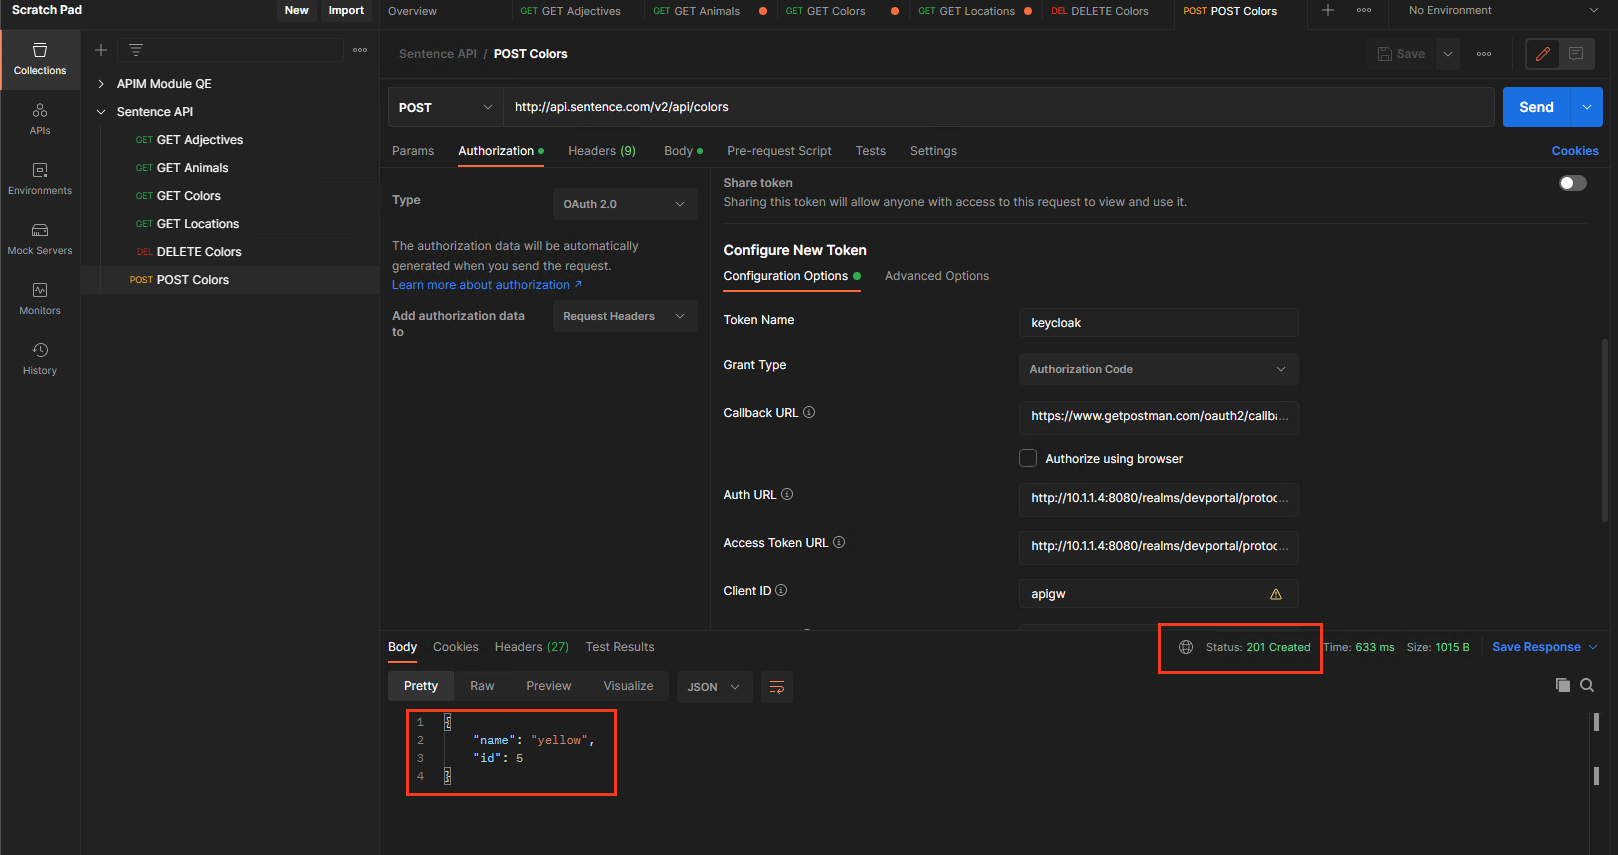 Scratch Pad
New
Import
Overview
GET GET Adjectives
GET GET Animals
GET GET Colors
GET GET Locations
DEL DELETE Colors
POST POST Colors
No Environment
Collections
APIs
Environments
Mock Servers
Monitors
History
APIM Module QE
Sentence API
GET GET Adjectives
GET GET Animals
GET GET Colors
GET GET Locations
DEL DELETE Colors
POST POST Colors
Sentence API / POST Colors
Save
POST
http://api.sentence.com/v2/api/colors
Send
Params
Authorization
Headers (9)
Body
Pre-request Script
Tests
Settings
Cookies
Type
OAuth 2.0
The authorization data will be automatically
generated when you send the request.
Learn more about authorization ↗
Add authorization data
to
Request Headers
Share token
Sharing this token will allow anyone with access to this request to view and use it.
Configure New Token
Configuration Options
Advanced Options
Token Name
keycloak
Grant Type
Authorization Code
Callback URL
https://www.getpostman.com/oauth2/callba...
Authorize using browser
Auth URL
http://10.1.1.4:8080/realms/devportal/protoc...
Access Token URL
http://10.1.1.4:8080/realms/devportal/protoc...
Client ID
apigw
Body
Cookies
Headers (27)
Test Results
Status: 201 Created
Time: 633 ms
Size: 1015 B
Save Response
Pretty
Raw
Preview
Visualize
JSON
1 {
2 "name": "yellow",
3 "id": 5
4 }